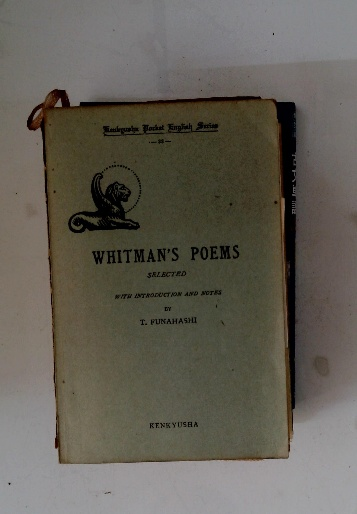 Kenkyusha Pocket English Series
WHITMAN'S POEMS
SELECTED
WITH INTRODUCTION AND NOTES
BY
T. FUNAHASHI
KENKYUSHA